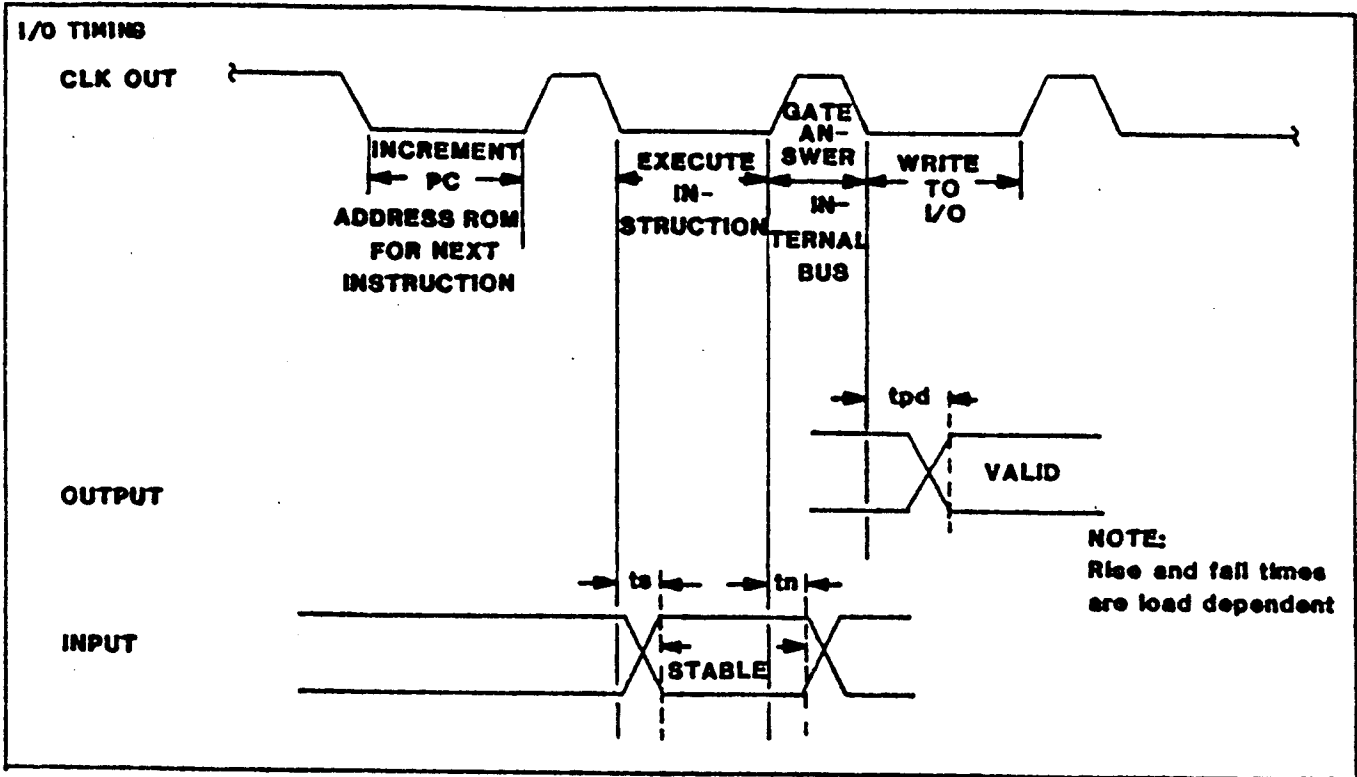 I/O TIMING
CLK OUT
INCREMENT
PC
ADDRESS ROM
FOR NEXT
INSTRUCTION
EXECUTE
IN-
STRUCTION
GATE
AN-
SWER
IN-
TERNAL
BUS
WRITE
TO
I/O
tpd
OUTPUT
VALID
NOTE:
Rise and fall times
are load dependent
ts
tn
INPUT
STABLE